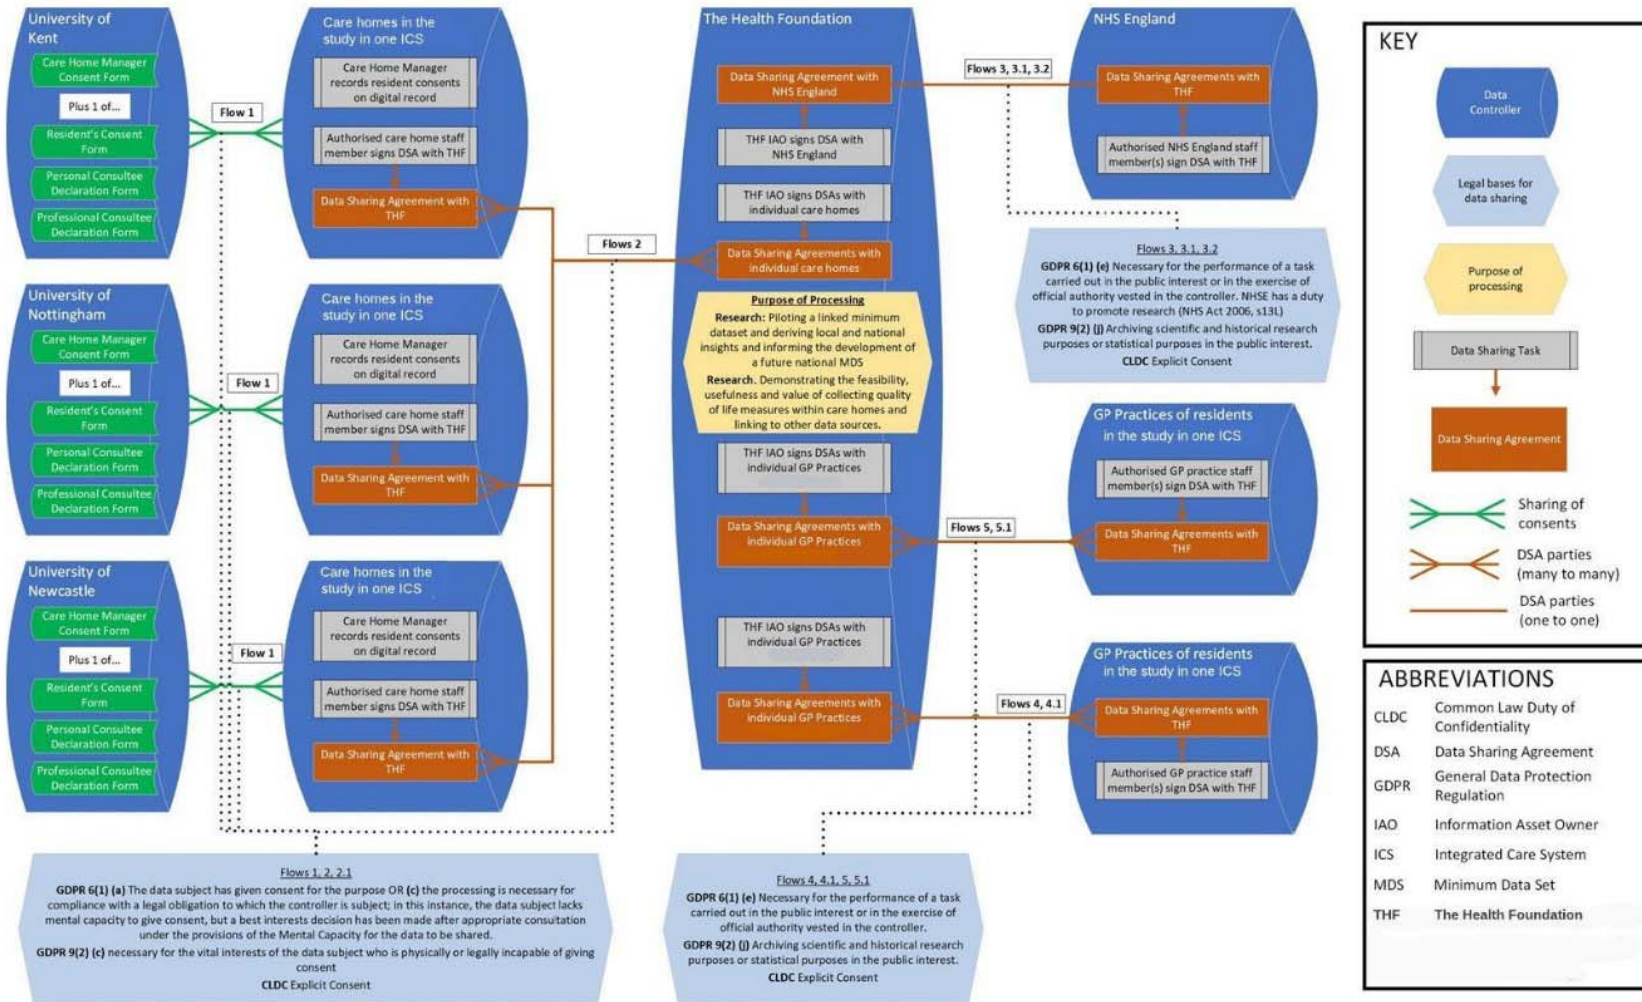 University of
Kent
Care Home Manager
Consent Form
Plus 1 of...
Resident's Consent
Form
Personal Consultee
Declaration Form
Professional Consultee
Declaration Form
Flow 1
Care homes in the
study in one ICS
Care Home Manager
records resident consents
on digital record
Authorised care home staff
member signs DSA with THF
Data Sharing Agreement with
THF
University of
Nottingham
Care Home Manager
Consent Form
Plus 1 of...
Resident's Consent
Form
Personal Consultee
Declaration Form
Professional Consultee
Declaration Form
Flow 1
Care homes in the
study in one ICS
Care Home Manager
records resident consents
on digital record
Authorised care home staff
member signs DSA with THF
Data Sharing Agreement with
THF
University of
Newcastle
Care Home Manager
Consent Form
Plus 1 of...
Resident's Consent
Form
Personal Consultee
Declaration Form
Professional Consultee
Declaration Form
Flow 1
Care homes in the
study in one ICS
Care Home Manager
records resident consents
on digital record
Authorised care home staff
member signs DSA with THF
Data Sharing Agreement with
THF
Flows 2
The Health Foundation
Data Sharing Agreement with
NHS England
THF IAO signs DSA with
NHS England
THF IAO signs DSAs with
individual care homes
Data Sharing Agreements with
individual care homes
Purpose of Processing
Research: Piloting a linked minimum
dataset and deriving local and national
insights and informing the development of
a future national MDS
Research. Demonstrating the feasibility,
usefulness and value of collecting quality
of life measures within care homes and
linking to other data sources.
THF IAO signs DSAs with
individual GP Practices
Data Sharing Agreements with
individual GP Practices
THF IAO signs DSAs with
individual GP Practices
Data Sharing Agreements with
individual GP Practices
Flows 3, 3.1, 3.2
NHS England
Data Sharing Agreements with
THF
Authorised NHS England staff
member(s) sign DSA with THF
Flows 3, 3.1, 3.2
GDPR 6(1) (e) Necessary for the performance of a task
carried out in the public interest or in the exercise of
official authority vested in the controller. NHSE has a duty
to promote research (NHS Act 2006, s13L)
GDPR 9(2) (j) Archiving scientific and historical research
purposes or statistical purposes in the public interest.
CLDC Explicit Consent
Flows 5, 5.1
GP Practices of residents
in the study in one ICS
Authorised GP practice staff
member(s) sign DSA with THF
Data Sharing Agreements with
THF
Flows 4, 4.1
GP Practices of residents
in the study in one ICS
Data Sharing Agreements with
THF
Authorised GP practice staff
member(s) sign DSA with THF
Flows 1, 2, 2.1
GDPR 6(1) (a) The data subject has given consent for the purpose OR (c) the processing is necessary for
compliance with a legal obligation to which the controller is subject; in this instance, the data subject lacks
mental capacity to give consent, but a best interests decision has been made after appropriate consultation
under the provisions of the Mental Capacity for the data to be shared.
GDPR 9(2) (c) necessary for the vital interests of the data subject who is physically or legally incapable of giving
consent
CLDC Explicit Consent
Flows 4, 4.1, 5, 5.1
GDPR 6(1) (e) Necessary for the performance of a task
carried out in the public interest or in the exercise of
official authority vested in the controller.
GDPR 9(2) (j) Archiving scientific and historical research
purposes or statistical purposes in the public interest.
CLDC Explicit Consent
KEY
Data
Controller
Legal bases for
data sharing
Purpose of
processing
Data Sharing Task
Data Sharing Agreement
Sharing of
consents
DSA parties
(many to many)
DSA parties
(one to one)
ABBREVIATIONS
CLDC Common Law Duty of
Confidentiality
DSA Data Sharing Agreement
GDPR General Data Protection
Regulation
IAO Information Asset Owner
ICS Integrated Care System
MDS Minimum Data Set
THF The Health Foundation